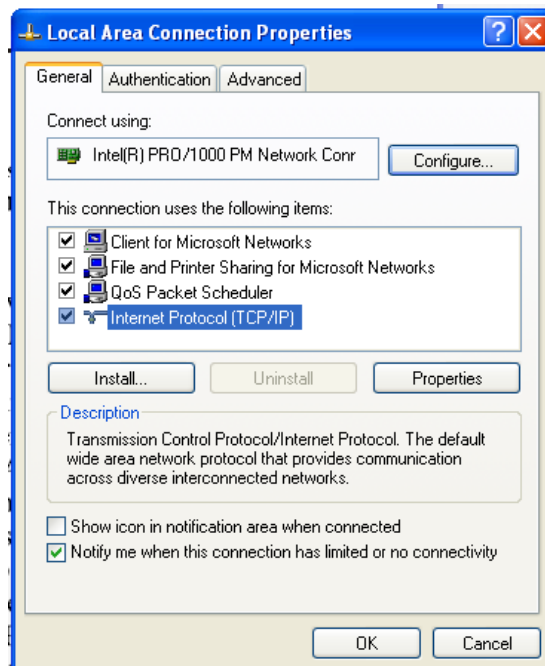 Local Area Connection Properties
General Authentication Advanced
Connect using:
Intel(R) PRO/1000 PM Network Conr
Configure...
This connection uses the following items:
Client for Microsoft Networks
File and Printer Sharing for Microsoft Networks
QoS Packet Scheduler
Internet Protocol (TCP/IP)
Install... Uninstall Properties
Description
Transmission Control Protocol/Internet Protocol. The default
wide area network protocol that provides communication
across diverse interconnected networks.
Show icon in notification area when connected
Notify me when this connection has limited or no connectivity
OK Cancel